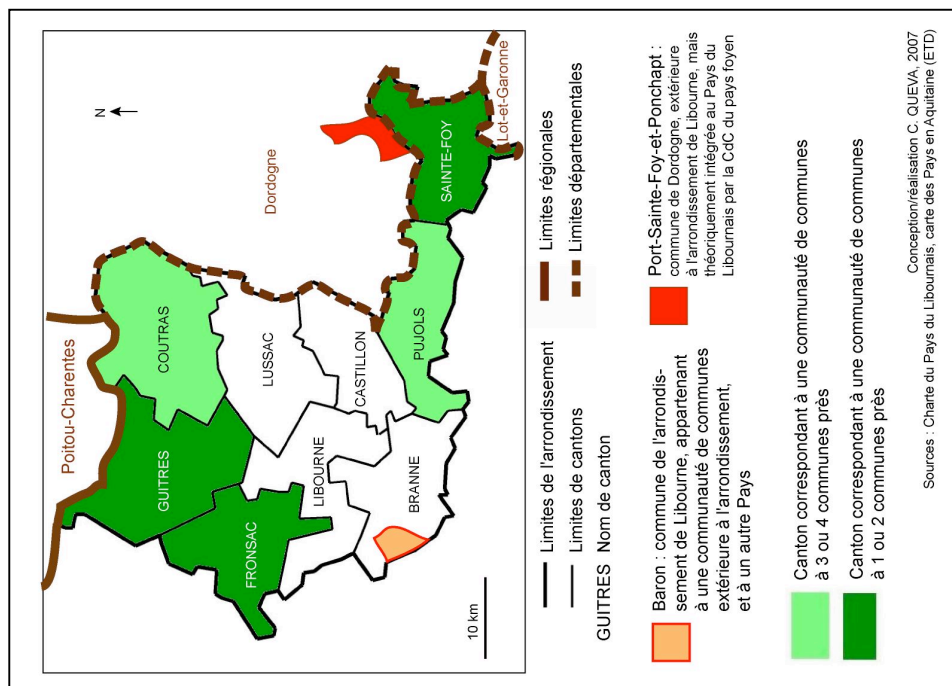 Poitou-Charentes
N
Dordogne
Lot-et-Garonne
COUTRAS
GUITRES
LUSSAC
FRONSAC
LIBOURNE
CASTILLON
BRANNE
PUJOLS
SAINTE-FOY
10 km
Limites de l'arrondissement
Limites de cantons
GUITRES Nom de canton
Limites régionales
Limites départementales
Baron : commune de l'arrondis-
sement de Libourne, appartenant
à une communauté de communes
extérieure à l'arrondissement,
et à un autre Pays
Port-Sainte-Foy-et-Ponchapt :
commune de Dordogne, extérieure
à l'arrondissement de Libourne, mais
théoriquement intégrée au Pays du
Libournais par la CdC du pays foyen
Canton correspondant à une communauté de communes
à 3 ou 4 communes près
Canton correspondant à une communauté de communes
à 1 ou 2 communes près
Conception/réalisation C. QUEVA, 2007
Sources : Charte du Pays du Libournais, carte des Pays en Aquitaine (ETD)